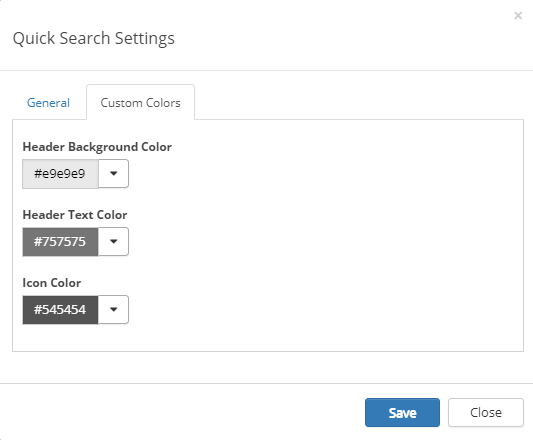 ×
Quick Search Settings
General
Custom Colors
Header Background Color
#e9e9e9
Header Text Color
#757575
Icon Color
#545454
Save
Close